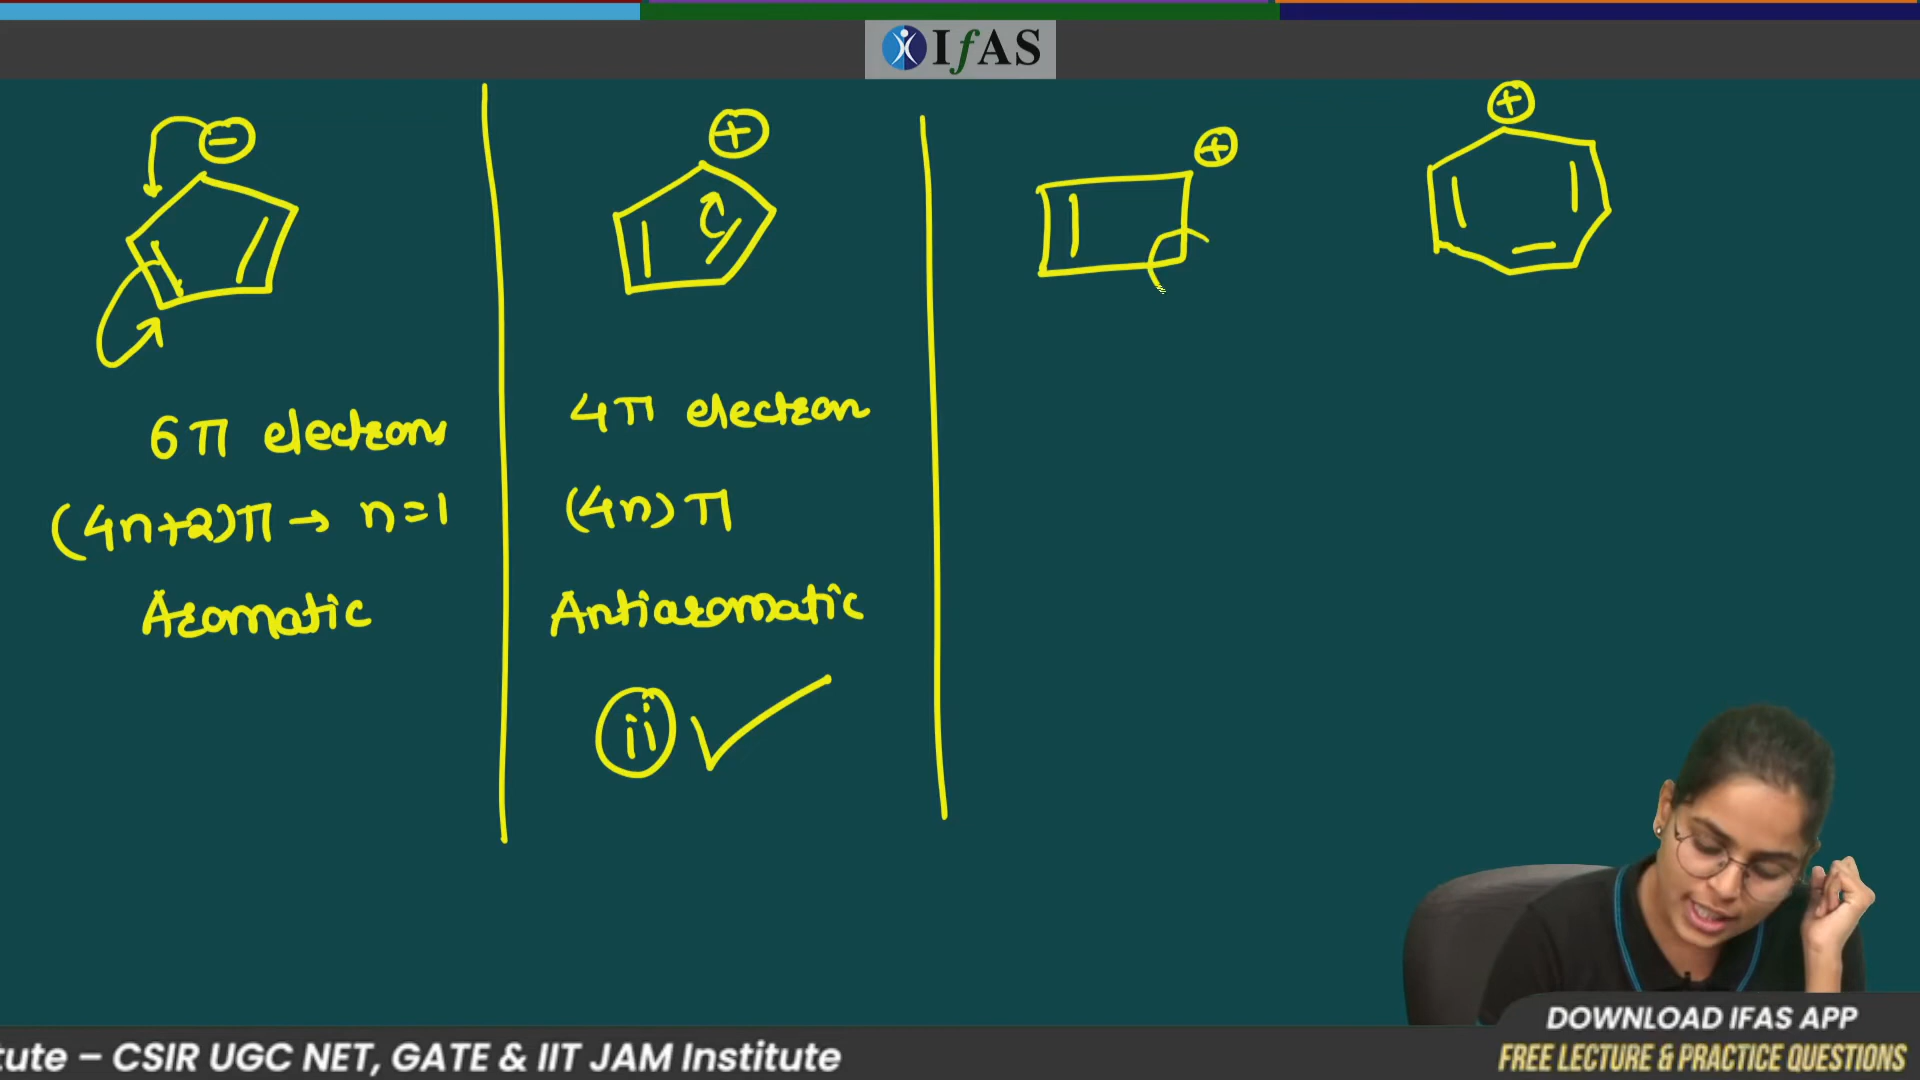 IfAS
⊖
⊕
⊕
⊕
6π electrons
(4n+2)π → n=1
Aromatic
4π electron
(4n)π
Antiaromatic
ii ✓
DOWNLOAD IFAS APP
FREE LECTURE & PRACTICE QUESTIONS
tute – CSIR UGC NET, GATE & IIT JAM Institute